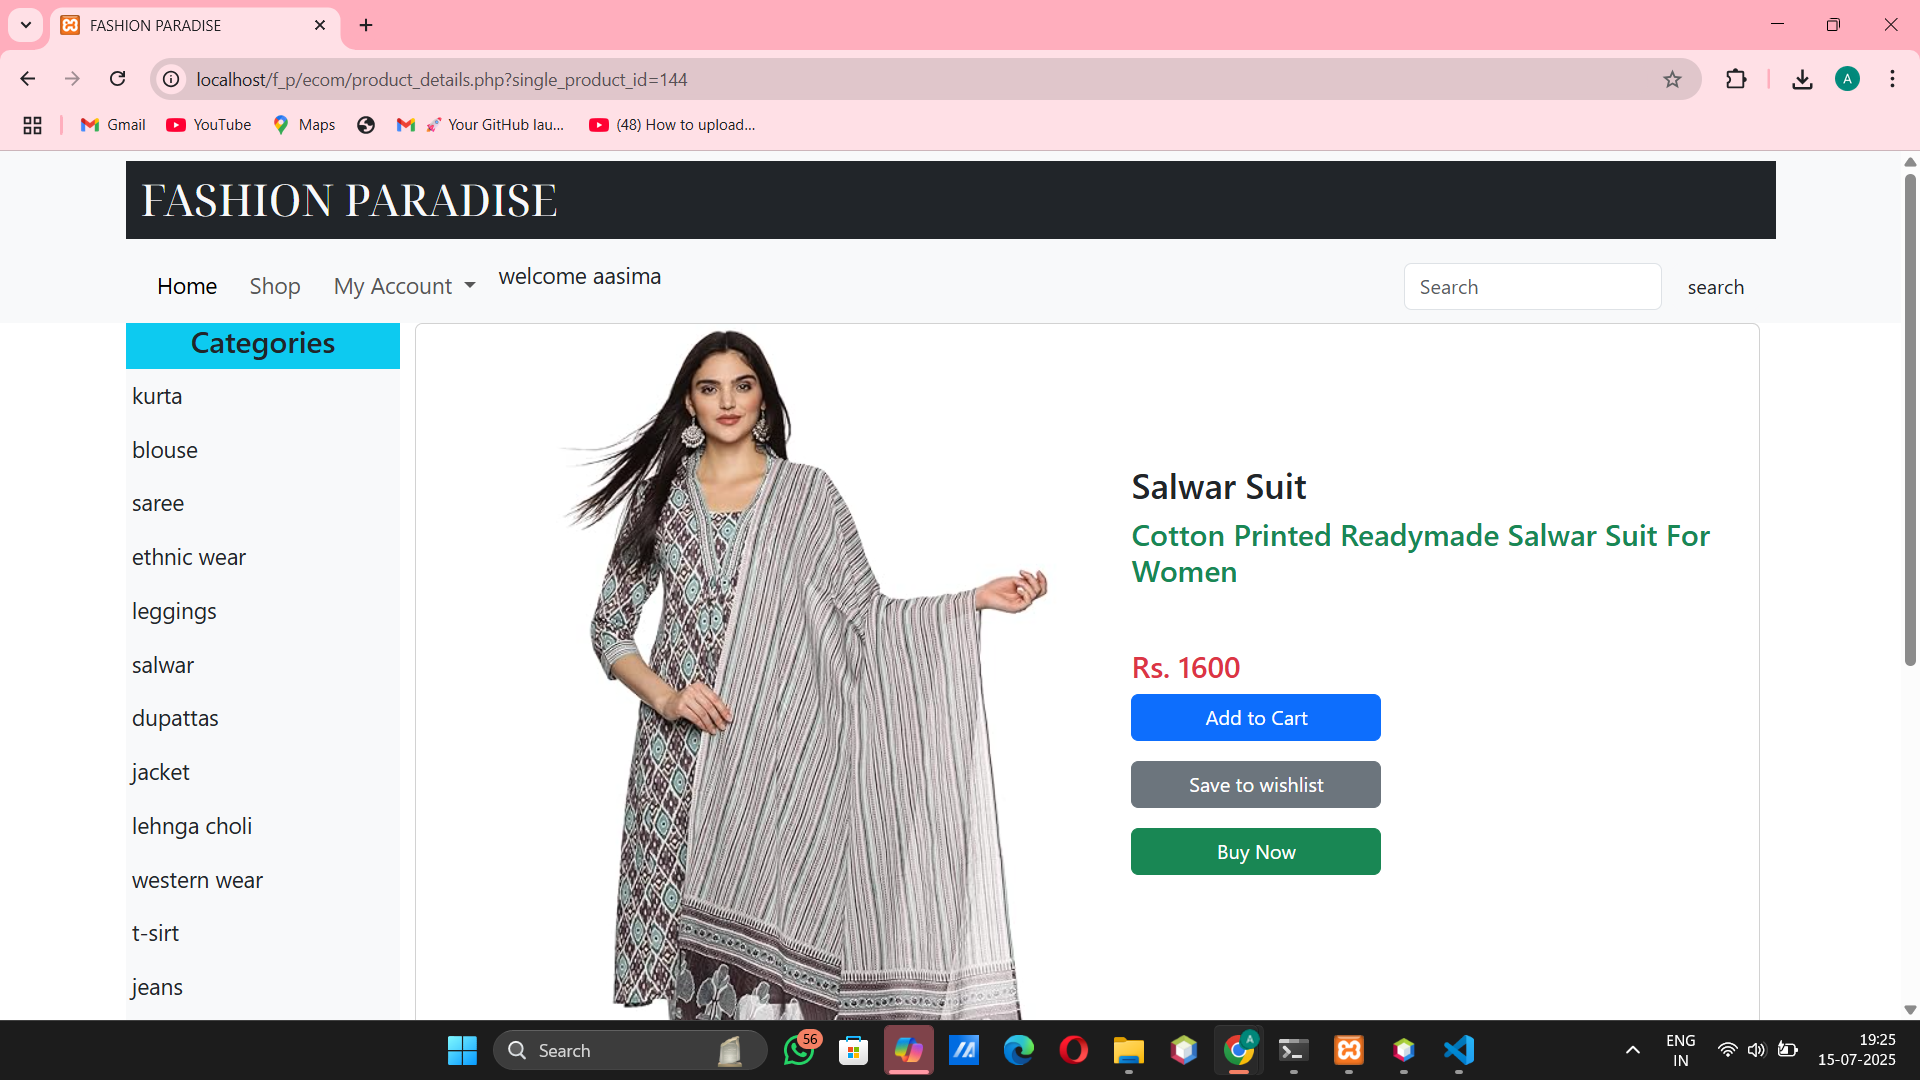 FASHION PARADISE
localhost/f_p/ecom/product_details.php?single_product_id=144
A
Gmail
YouTube
Maps
🚀 Your GitHub lau...
(48) How to upload...
FASHION PARADISE
Home
Shop
My Account
welcome aasima
Search
search
Categories
kurta
blouse
saree
ethnic wear
leggings
salwar
dupattas
jacket
lehnga choli
western wear
t-sirt
jeans
Salwar Suit
Cotton Printed Readymade Salwar Suit For
Women
Rs. 1600
Add to Cart
Save to wishlist
Buy Now
Search
56
A
ENG
IN
19:25
15-07-2025